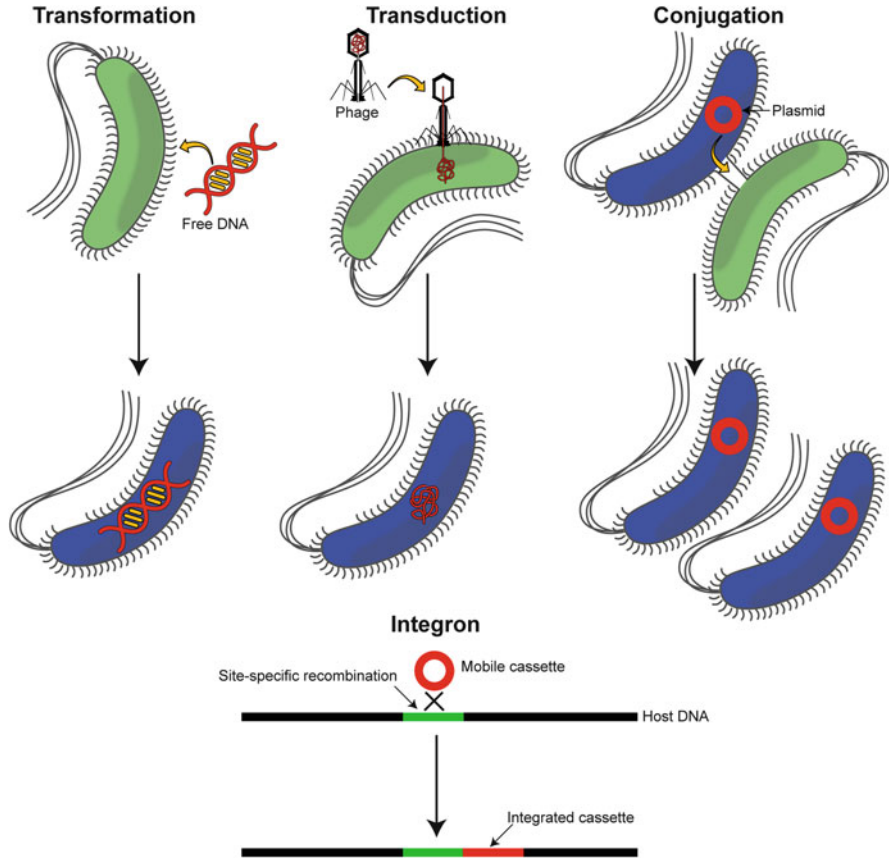 Transformation
Transduction
Conjugation
Phage
Plasmid
Free DNA
Integron
Mobile cassette
Site-specific recombination
Host DNA
Integrated cassette